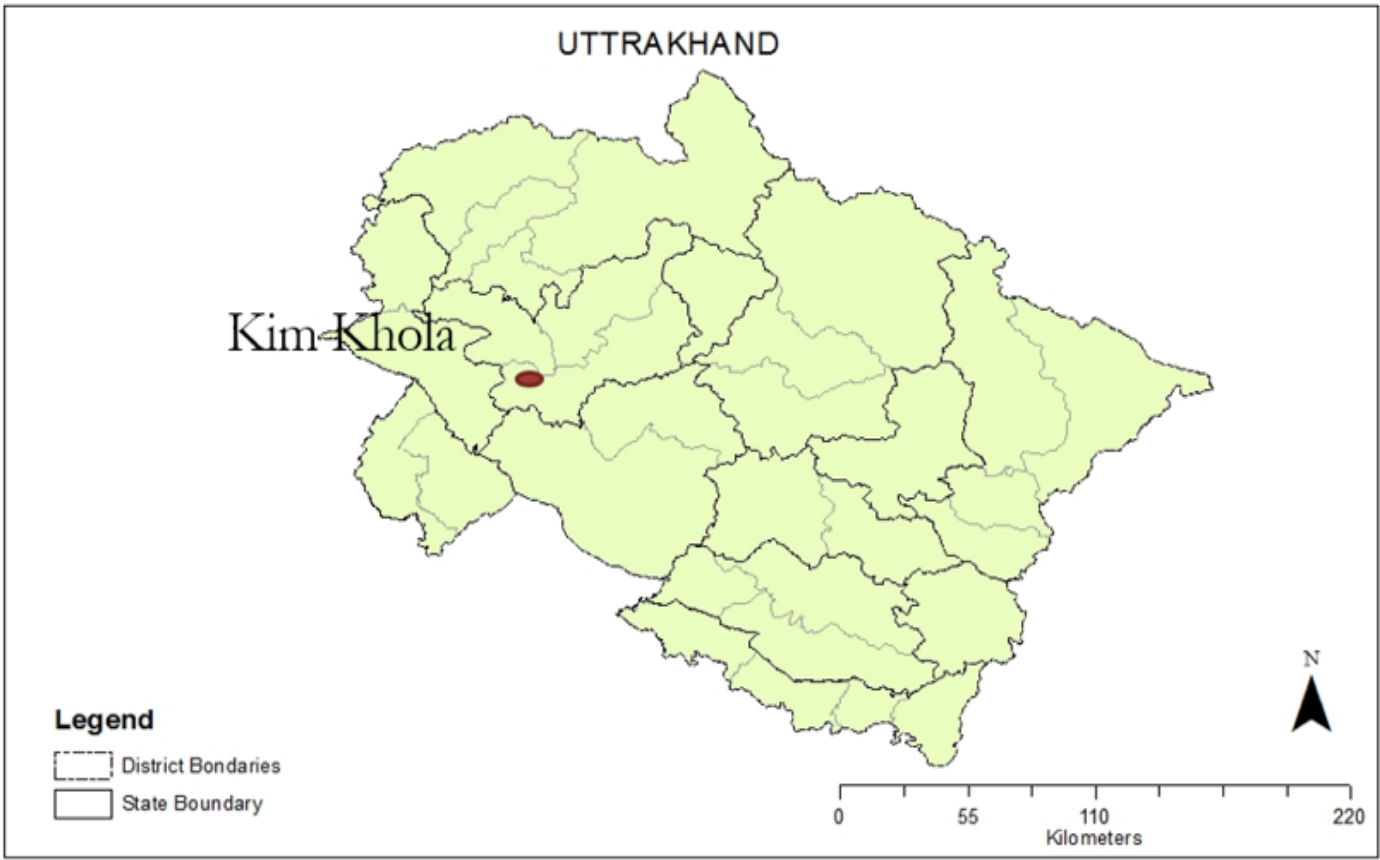 UTTRAKHAND
Kim-Khola
N
Legend
District Bondaries
State Boundary
0 55 110 220
Kilometers